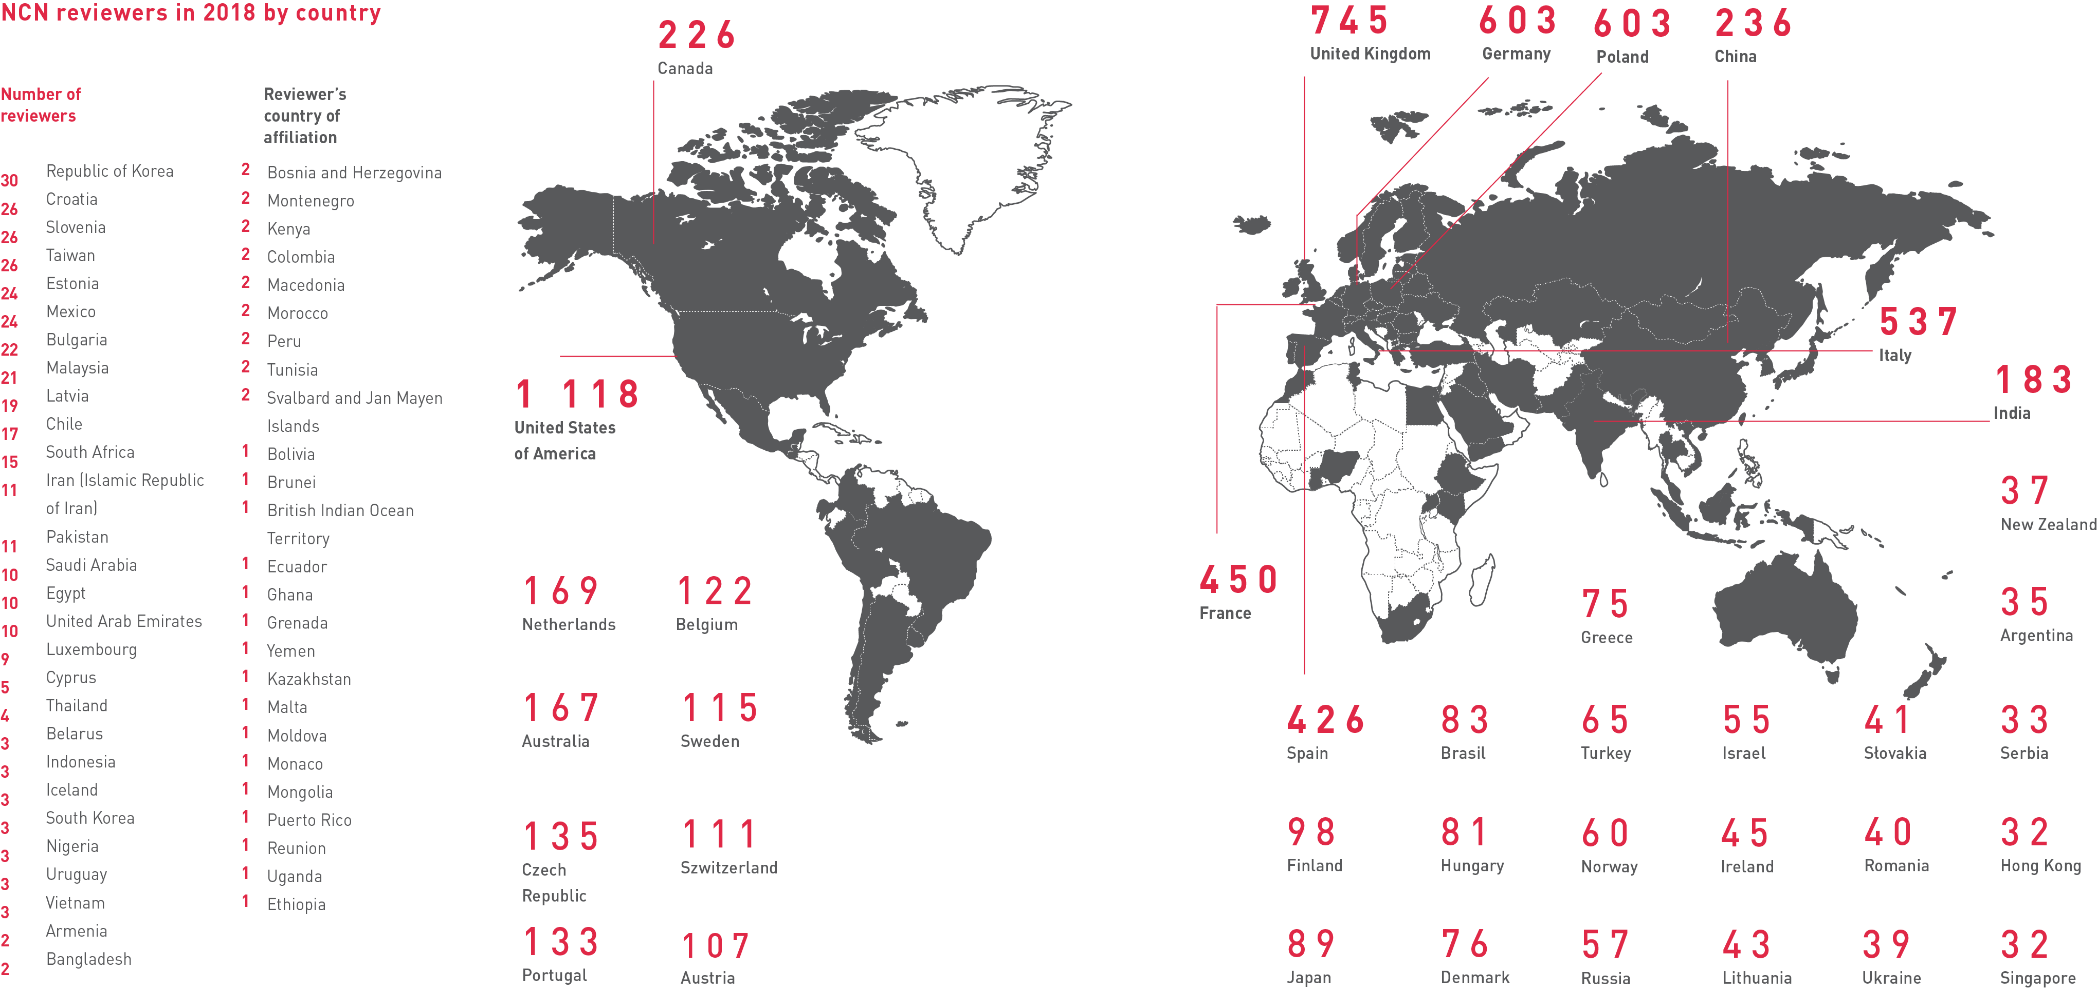 NCN reviewers in 2018 by country
Number of
reviewers
Reviewer's
country of
affiliation
30 Republic of Korea
26 Croatia
26 Slovenia
26 Taiwan
24 Estonia
24 Mexico
22 Bulgaria
21 Malaysia
19 Latvia
17 Chile
15 South Africa
11 Iran (Islamic Republic
of Iran)
11 Pakistan
10 Saudi Arabia
10 Egypt
10 United Arab Emirates
9 Luxembourg
5 Cyprus
4 Thailand
3 Belarus
3 Indonesia
3 Iceland
3 South Korea
3 Nigeria
3 Uruguay
3 Vietnam
2 Armenia
2 Bangladesh
2 Bosnia and Herzegovina
2 Montenegro
2 Kenya
2 Colombia
2 Macedonia
2 Morocco
2 Peru
2 Tunisia
2 Svalbard and Jan Mayen
Islands
1 Bolivia
1 Brunei
1 British Indian Ocean
Territory
1 Ecuador
1 Ghana
1 Grenada
1 Yemen
1 Kazakhstan
1 Malta
1 Moldova
1 Monaco
1 Mongolia
1 Puerto Rico
1 Reunion
1 Uganda
1 Ethiopia
226
Canada
1 118
United States
of America
169
Netherlands
122
Belgium
167
Australia
115
Sweden
135
Czech
Republic
111
Szwitzerland
133
Portugal
107
Austria
745
United Kingdom
603
Germany
603
Poland
236
China
537
Italy
183
India
450
France
37
New Zealand
75
Greece
35
Argentina
426
Spain
83
Brasil
65
Turkey
55
Israel
41
Słovakia
33
Serbia
98
Finland
81
Hungary
60
Norway
45
Ireland
40
Romania
32
Hong Kong
89
Japan
76
Denmark
57
Russia
43
Lithuania
39
Ukraine
32
Singapore